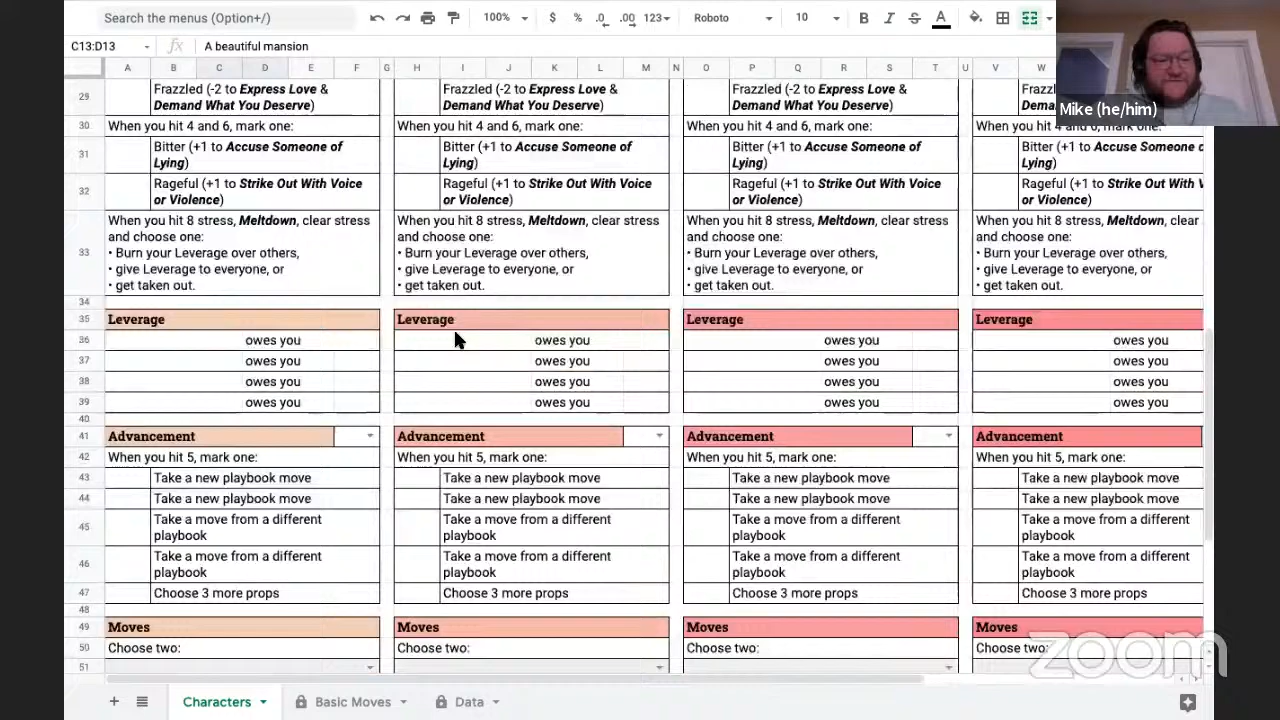 Search the menus (Option+/)
100%
$ % .0 .00 123
Roboto
10
B I S A
C13:D13
fx
A beautiful mansion
A B C D E F G H I J K L M N O P Q R S T U V W
29
Frazzled (-2 to Express Love &
Demand What You Deserve)
Frazzled (-2 to Express Love &
Demand What You Deserve)
Frazzled (-2 to Express Love &
Demand What You Deserve)
Mike (he/him)
30
When you hit 4 and 6, mark one:
When you hit 4 and 6, mark one:
When you hit 4 and 6, mark one:
When you hit 4 and 6, mark one:
31
Bitter (+1 to Accuse Someone of
Lying)
Bitter (+1 to Accuse Someone of
Lying)
Bitter (+1 to Accuse Someone of
Lying)
Bitter (+1 to Accuse Someone o
Lying)
32
Rageful (+1 to Strike Out With Voice
or Violence)
Rageful (+1 to Strike Out With Voice
or Violence)
Rageful (+1 to Strike Out With Voice
or Violence)
Rageful (+1 to Strike Out With V
or Violence)
33
When you hit 8 stress, Meltdown, clear stress
and choose one:
• Burn your Leverage over others,
• give Leverage to everyone, or
• get taken out.
When you hit 8 stress, Meltdown, clear stress
and choose one:
• Burn your Leverage over others,
• give Leverage to everyone, or
• get taken out.
When you hit 8 stress, Meltdown, clear stress
and choose one:
• Burn your Leverage over others,
• give Leverage to everyone, or
• get taken out.
When you hit 8 stress, Meltdown, clear
and choose one:
• Burn your Leverage over others,
• give Leverage to everyone, or
• get taken out.
34
35
Leverage
Leverage
Leverage
Leverage
36
owes you
owes you
owes you
owes you
37
owes you
owes you
owes you
owes you
38
owes you
owes you
owes you
owes you
39
owes you
owes you
owes you
owes you
40
41
Advancement
Advancement
Advancement
Advancement
42
When you hit 5, mark one:
When you hit 5, mark one:
When you hit 5, mark one:
When you hit 5, mark one:
43
Take a new playbook move
Take a new playbook move
Take a new playbook move
Take a new playbook move
44
Take a new playbook move
Take a new playbook move
Take a new playbook move
Take a new playbook move
45
Take a move from a different
playbook
Take a move from a different
playbook
Take a move from a different
playbook
Take a move from a different
playbook
46
Take a move from a different
playbook
Take a move from a different
playbook
Take a move from a different
playbook
Take a move from a different
playbook
47
Choose 3 more props
Choose 3 more props
Choose 3 more props
Choose 3 more props
48
49
Moves
Moves
Moves
Moves
50
Choose two:
Choose two:
Choose two:
Choose two:
51
zoom
Characters
Basic Moves
Data